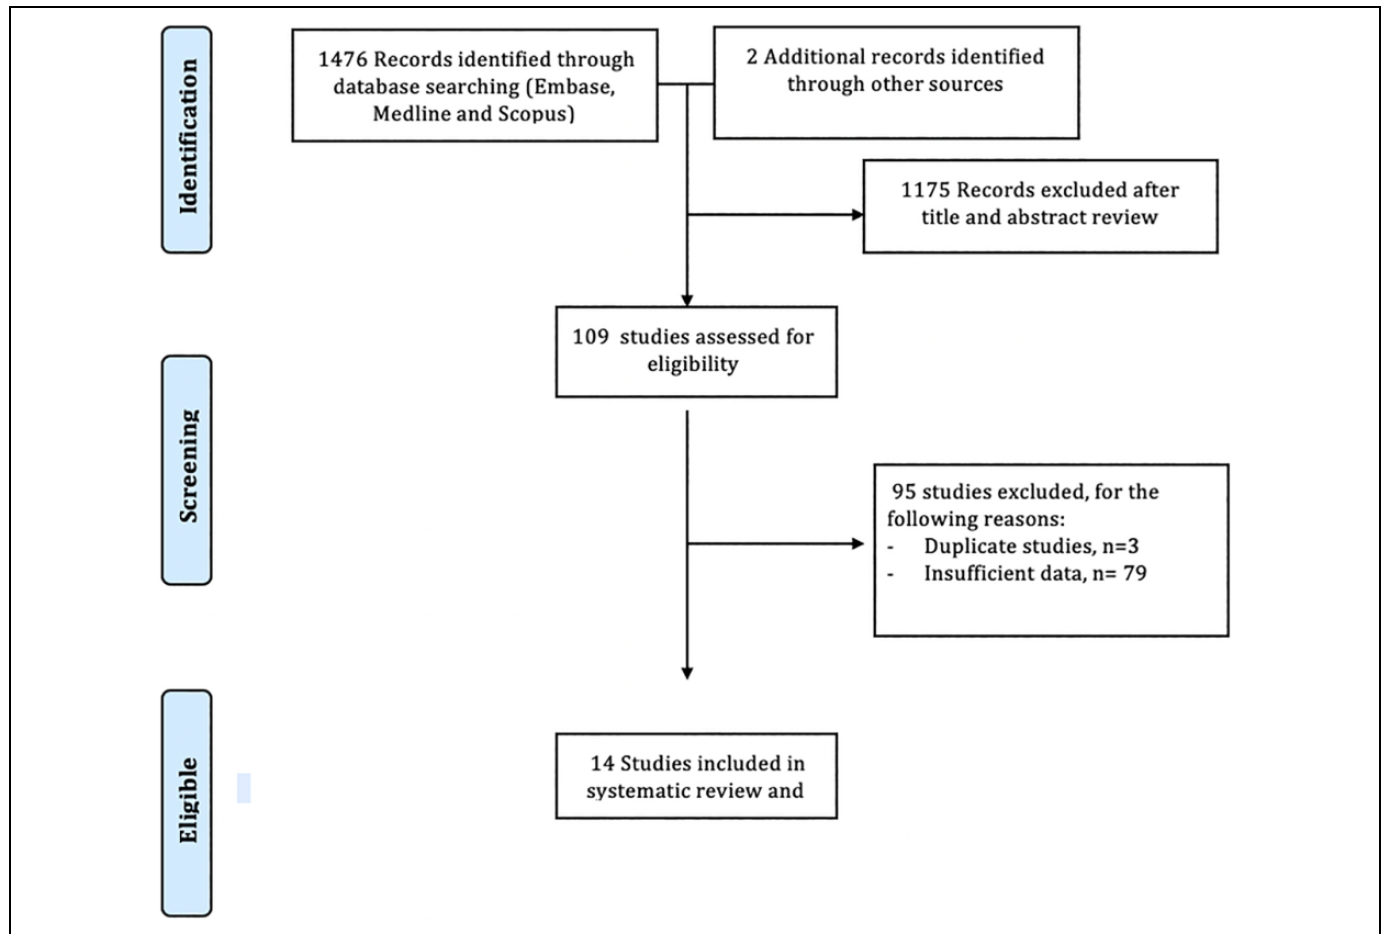 Identification
1476 Records identified through
database searching (Embase,
Medline and Scopus)
2 Additional records identified
through other sources
1175 Records excluded after
title and abstract review
109 studies assessed for
eligibility
Screening
95 studies excluded, for the
following reasons:
- Duplicate studies, n=3
- Insufficient data, n= 79
Eligible
14 Studies included in
systematic review and